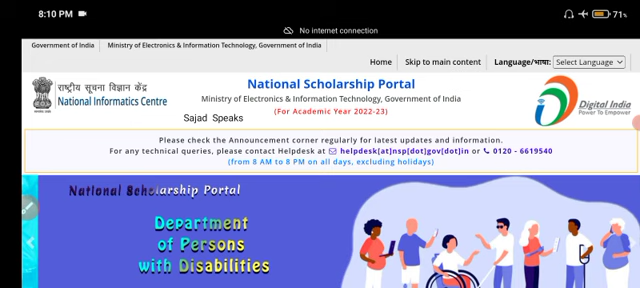 8:10 PM
71%
No internet connection
Government of India
Ministry of Electronics & Information Technology, Government of India
Home
Skip to main content
Language/भाषा:
Select Language
राष्ट्रीय सूचना विज्ञान केंद्र
National Informatics Centre
National Scholarship Portal
Ministry of Electronics & Information Technology, Government of India
(For Academic Year 2022-23)
Sajad Speaks
Digital India
Power To Empower
Please check the Announcement corner regularly for latest updates and information.
For any technical queries, please contact Helpdesk at helpdesk[at]nsp[dot]gov[dot]in or 0120 - 6619540
(from 8 AM to 8 PM on all days, excluding holidays)
National Scholarship Portal
Department
of Persons
with Disabilities